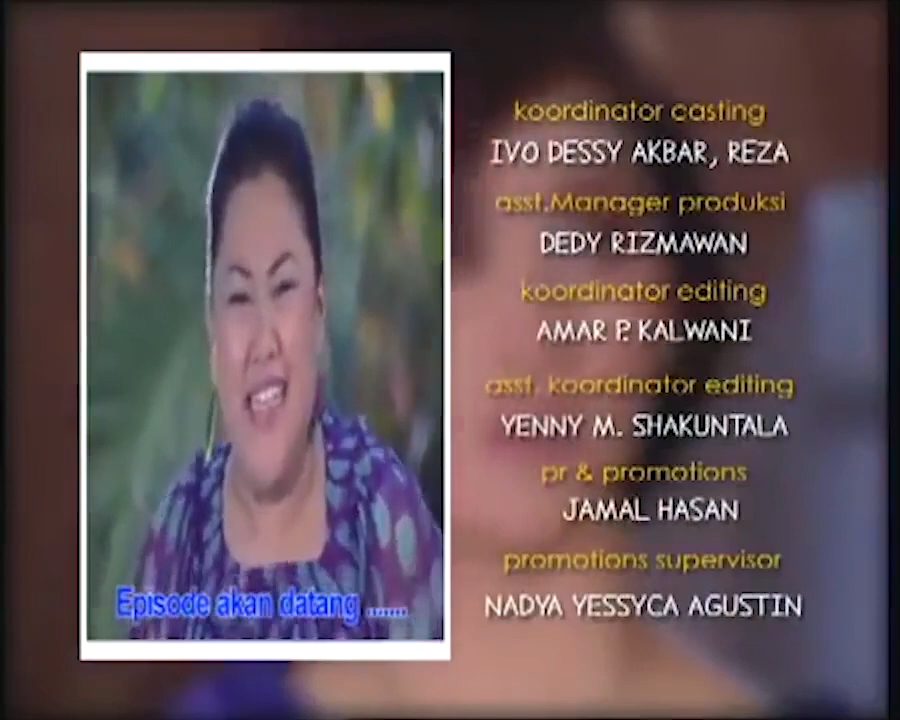 koordinator casting
IVO DESSY AKBAR, REZA
asst.Manager produksi
DEDY RIZMAWAN
koordinator editing
AMAR P. KALWANI
asst. koordinator editing
YENNY M. SHAKUNTALA
pr & promotions
JAMAL HASAN
promotions supervisor
NADYA YESSYCA AGUSTIN
Episode akan datang ......